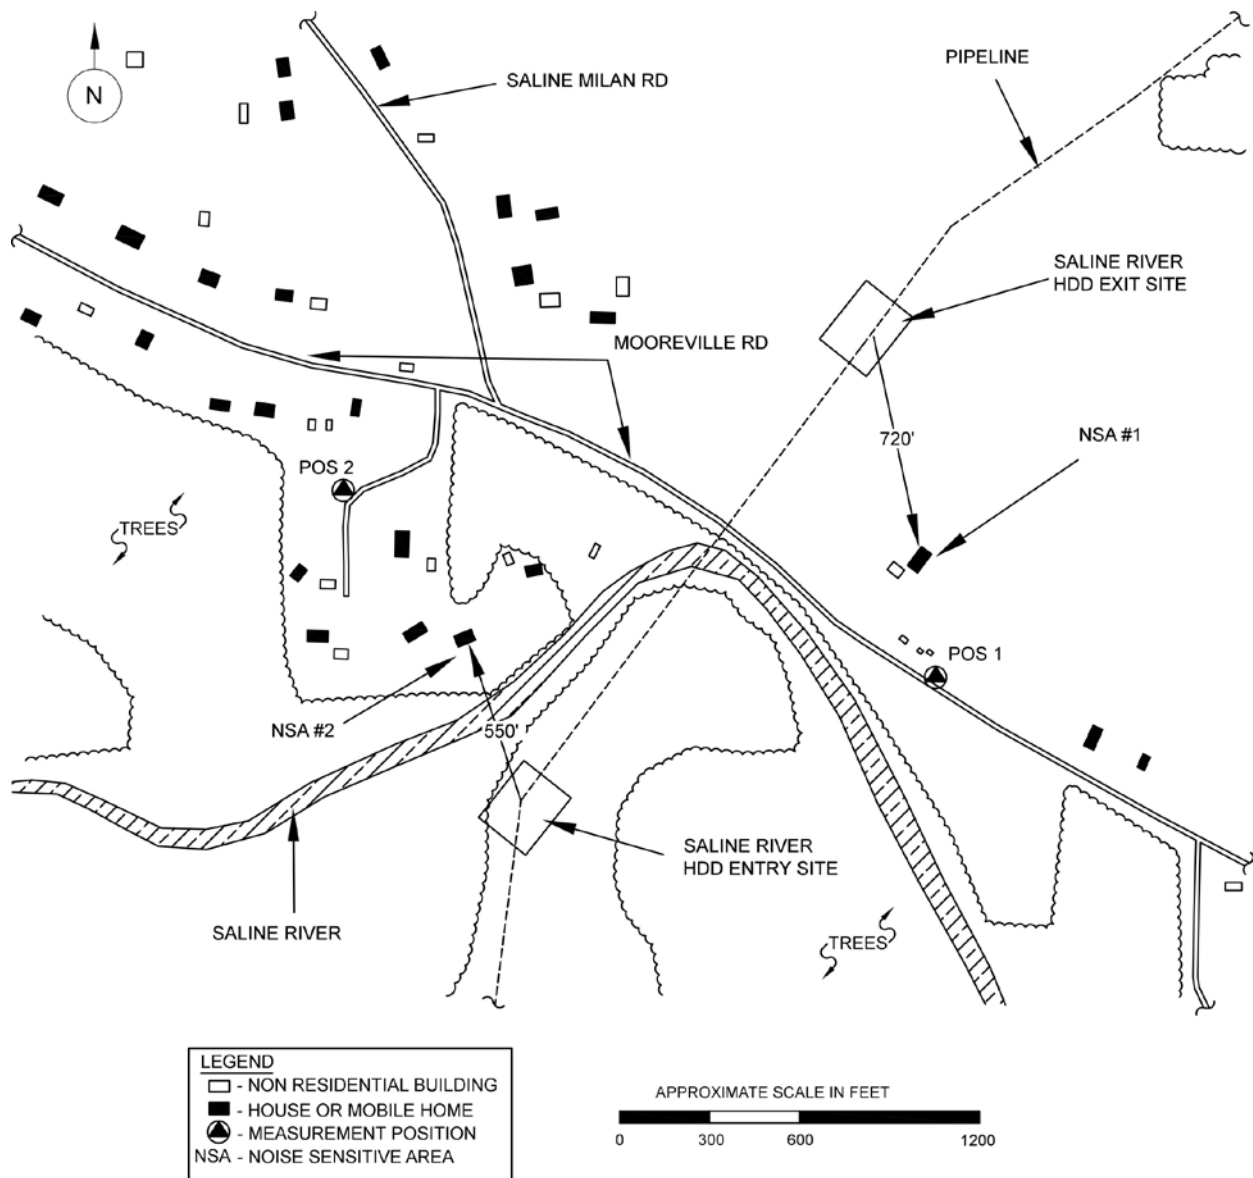 N
SALINE MILAN RD
PIPELINE
SALINE RIVER
HDD EXIT SITE
MOOREVILLE RD
720'
NSA #1
POS 2
TREES
POS 1
NSA #2
550'
SALINE RIVER
HDD ENTRY SITE
SALINE RIVER
TREES
LEGEND
- NON RESIDENTIAL BUILDING
- HOUSE OR MOBILE HOME
- MEASUREMENT POSITION
NSA - NOISE SENSITIVE AREA
APPROXIMATE SCALE IN FEET
0 300 600 1200